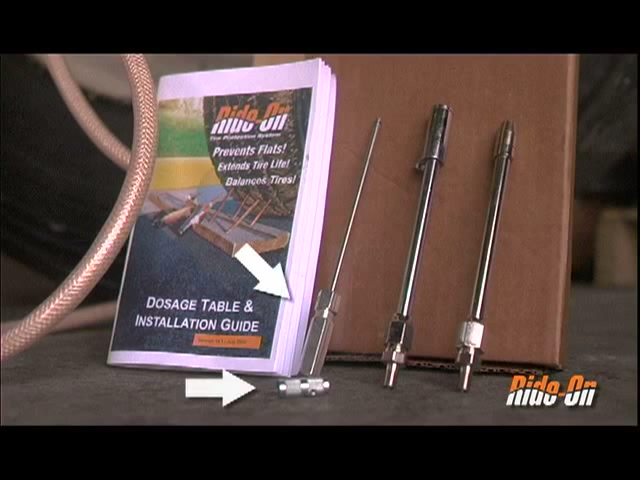 Ride-On
Tire Protection System
Prevents Flats!
Extends Tire Life!
Balances Tires!
DOSAGE TABLE &
INSTALLATION GUIDE
Ride-On